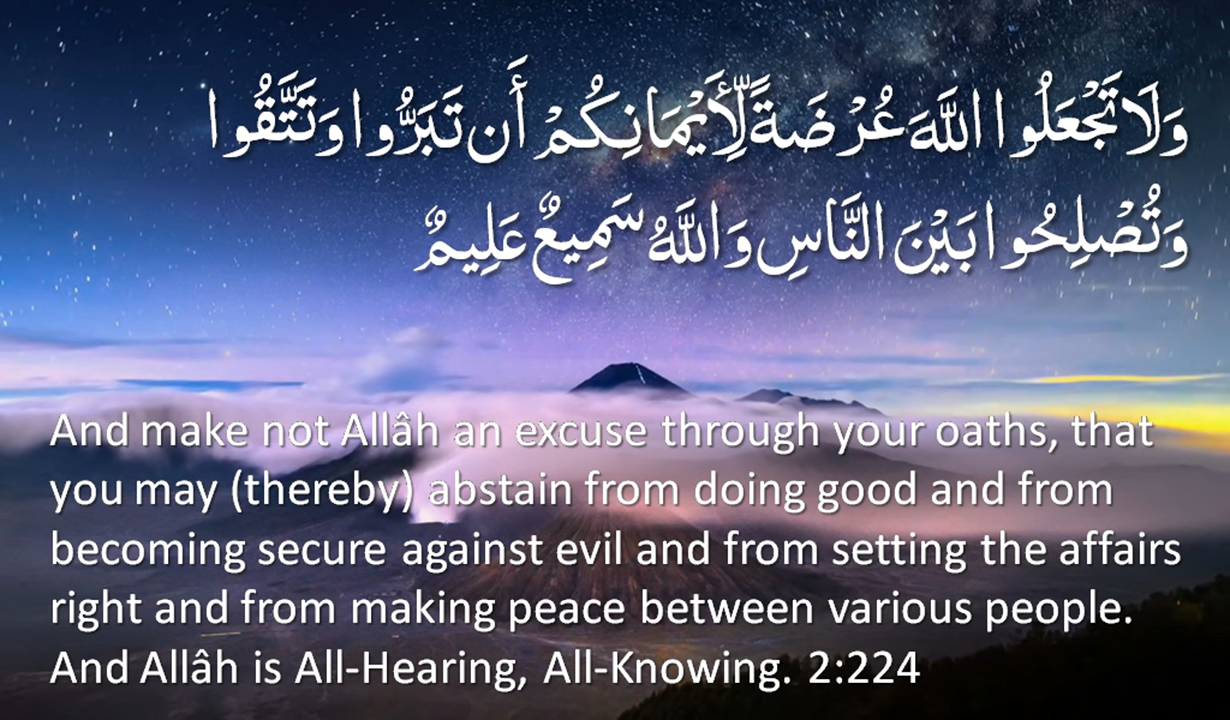 وَلَا تَجْعَلُوا اللَّهَ عُرْضَةً لِّأَيْمَانِكُمْ أَن تَبَرُّوا وَتَتَّقُوا
وَتُصْلِحُوا بَيْنَ النَّاسِ وَاللَّهُ سَمِيعٌ عَلِيمٌ
And make not Allâh an excuse through your oaths, that
you may (thereby) abstain from doing good and from
becoming secure against evil and from setting the affairs
right and from making peace between various people.
And Allâh is All-Hearing, All-Knowing. 2:224